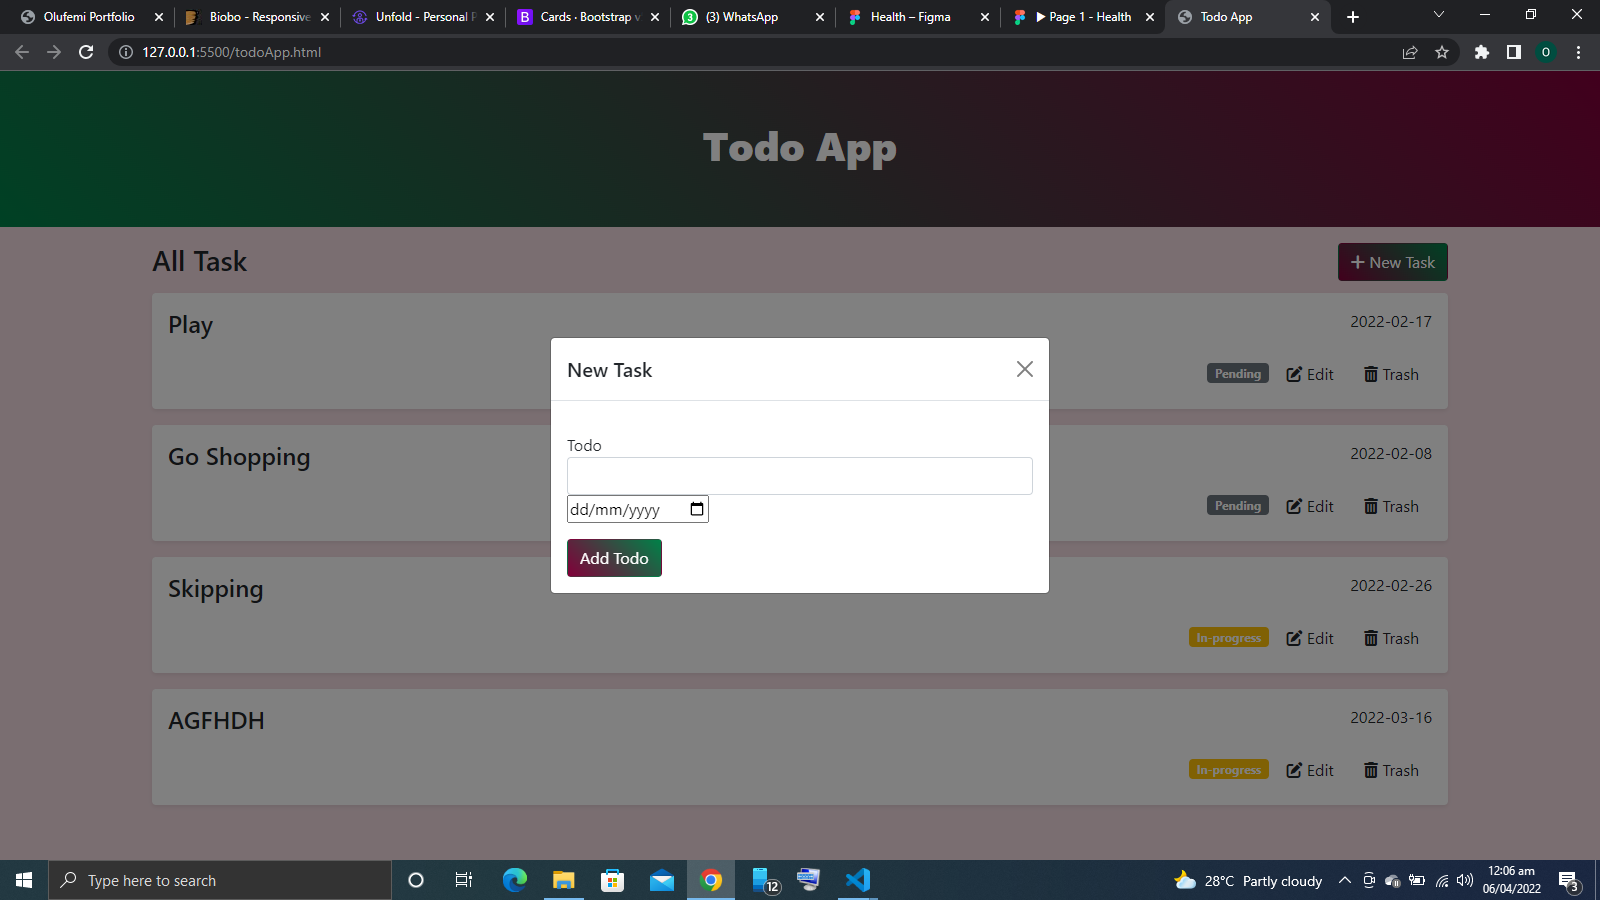 Olufemi Portfolio
Biobo - Responsive
Unfold - Personal P
B Cards · Bootstrap v
3 (3) WhatsApp
Health – Figma
Page 1 - Health
Todo App
127.0.0.1:5500/todoApp.html
O
Todo App
All Task
New Task
Play
2022-02-17
Pending Edit Trash
Go Shopping
2022-02-08
Pending Edit Trash
Skipping
2022-02-26
In-progress Edit Trash
AGFHDH
2022-03-16
In-progress Edit Trash
New Task
Todo
dd/mm/yyyy
Add Todo
Type here to search
12
28°C Partly cloudy
12:06 am
06/04/2022
3